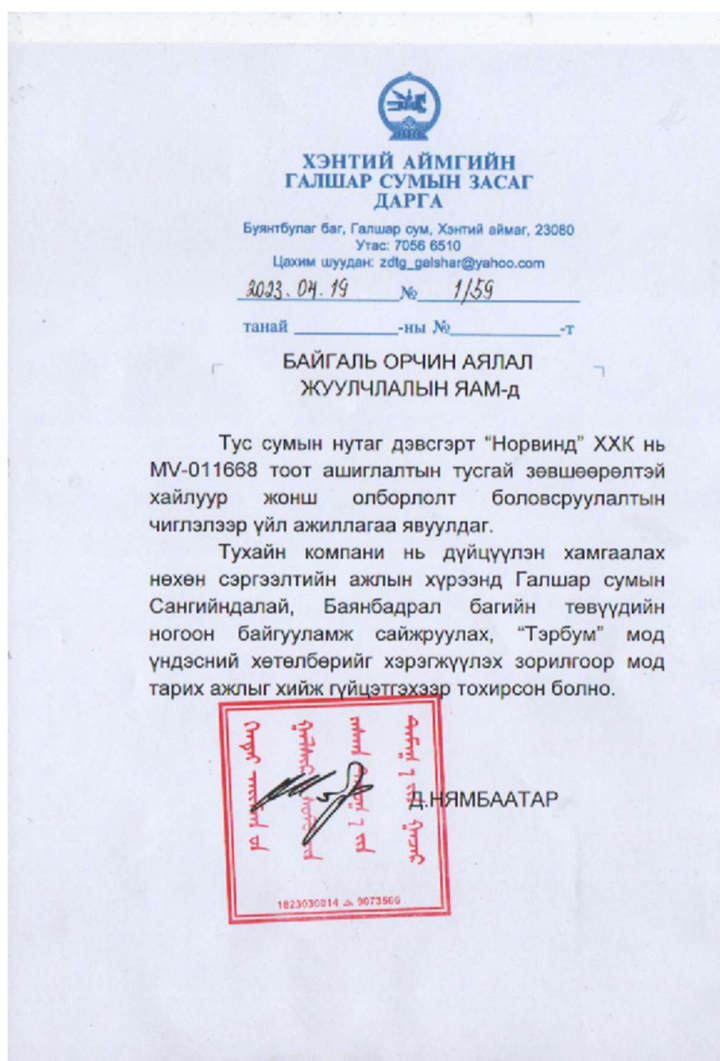 ХЭНТИЙ АЙМГИЙН
ГАЛШАР СУМЫН ЗАСАГ
ДАРГА
Буянтбулаг баг, Галшар сум, Хэнтий аймаг, 23080
Утас: 7056 6510
Цахим шуудан: zdtg_galshar@yahoo.com
2023.04.19 № 1/59
танай ____________-ны №____________-т
БАЙГАЛЬ ОРЧИН АЯЛАЛ
ЖУУЛЧЛАЛЫН ЯАМ-д
Тус сумын нутаг дэвсгэрт “Норвинд” ХХК нь
MV-011668 тоот ашиглалтын тусгай зөвшөөрөлтэй
хайлуур жонш олборлолт боловсруулалтын
чиглэлээр үйл ажиллагаа явуулдаг.
Тухайн компани нь дүйцүүлэн хамгаалах
нөхөн сэргээлтийн ажлын хүрээнд Галшар сумын
Сангийндалай, Баянбадрал багийн төвүүдийн
ногоон байгууламж сайжруулах, “Тэрбум” мод
үндэсний хөтөлбөрийг хэрэгжүүлэх зорилгоор мод
тарих ажлыг хийж гүйцэтгэхээр тохирсон болно.
Д.НЯМБААТАР
1823030014 9073506